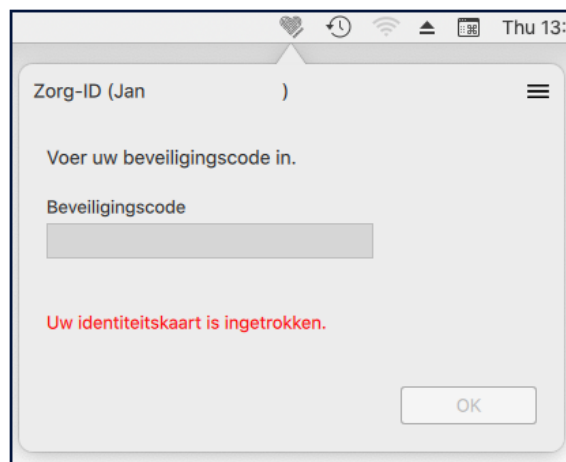 Thu 13:
Zorg-ID (Jan )
Voer uw beveiligingscode in.
Beveiligingscode
Uw identiteitskaart is ingetrokken.
OK